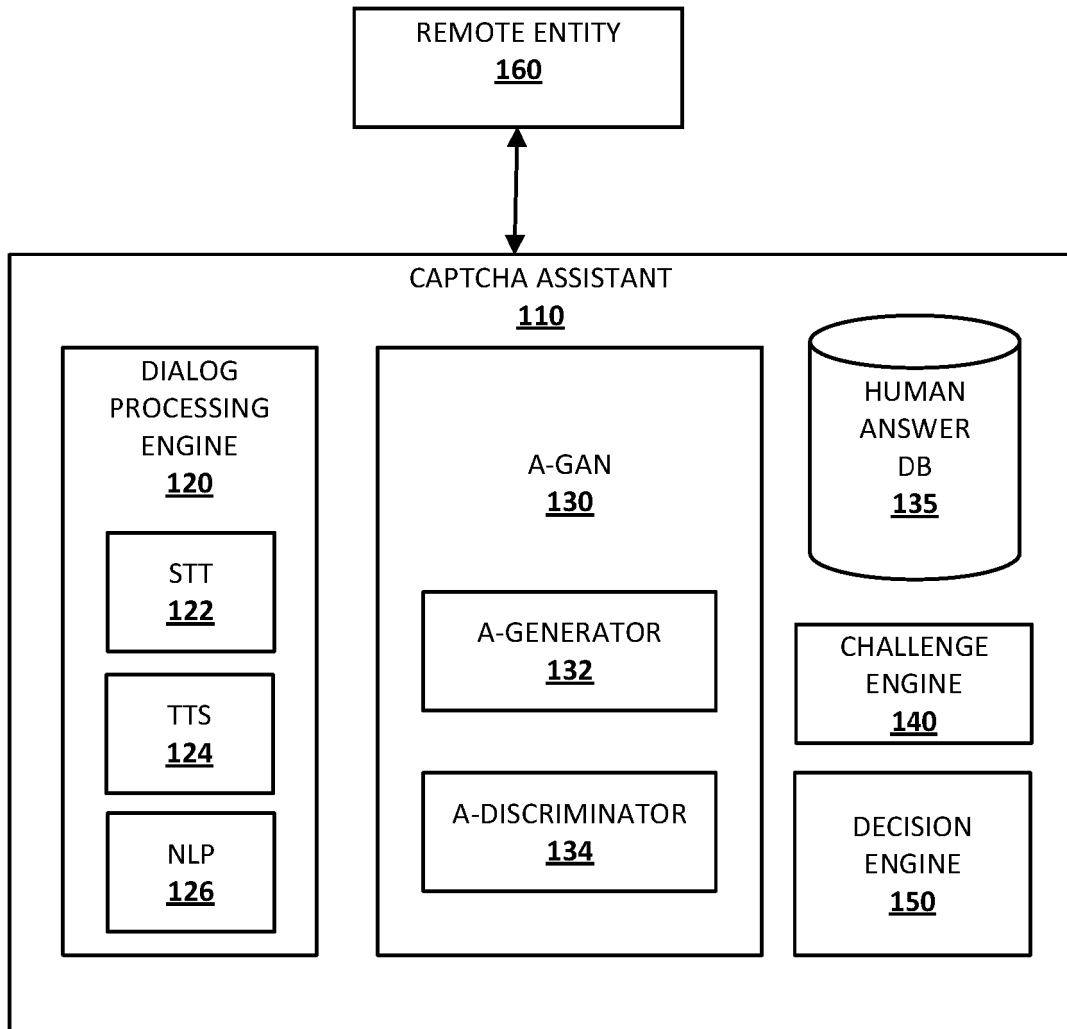 REMOTE ENTITY
160
CAPTCHA ASSISTANT
110
DIALOG
PROCESSING
ENGINE
120
STT
122
TTS
124
NLP
126
A-GAN
130
A-GENERATOR
132
A-DISCRIMINATOR
134
HUMAN
ANSWER
DB
135
CHALLENGE
ENGINE
140
DECISION
ENGINE
150